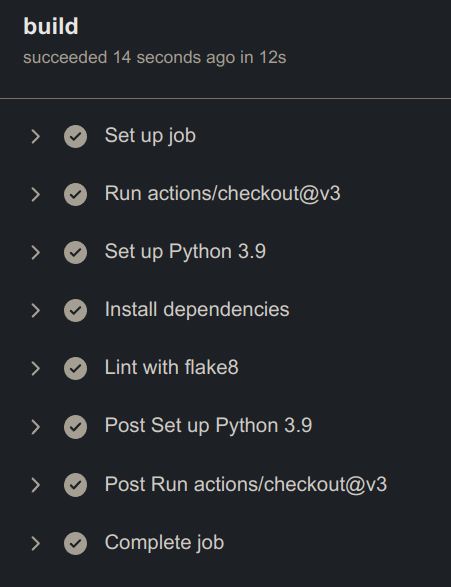 build
succeeded 14 seconds ago in 12s
Set up job
Run actions/checkout@v3
Set up Python 3.9
Install dependencies
Lint with flake8
Post Set up Python 3.9
Post Run actions/checkout@v3
Complete job